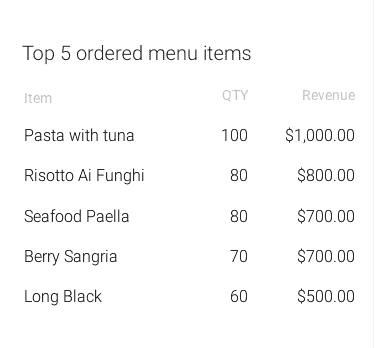 Top 5 ordered menu items
Item QTY Revenue
Pasta with tuna 100 $1,000.00
Risotto Ai Funghi 80 $800.00
Seafood Paella 80 $700.00
Berry Sangria 70 $700.00
Long Black 60 $500.00